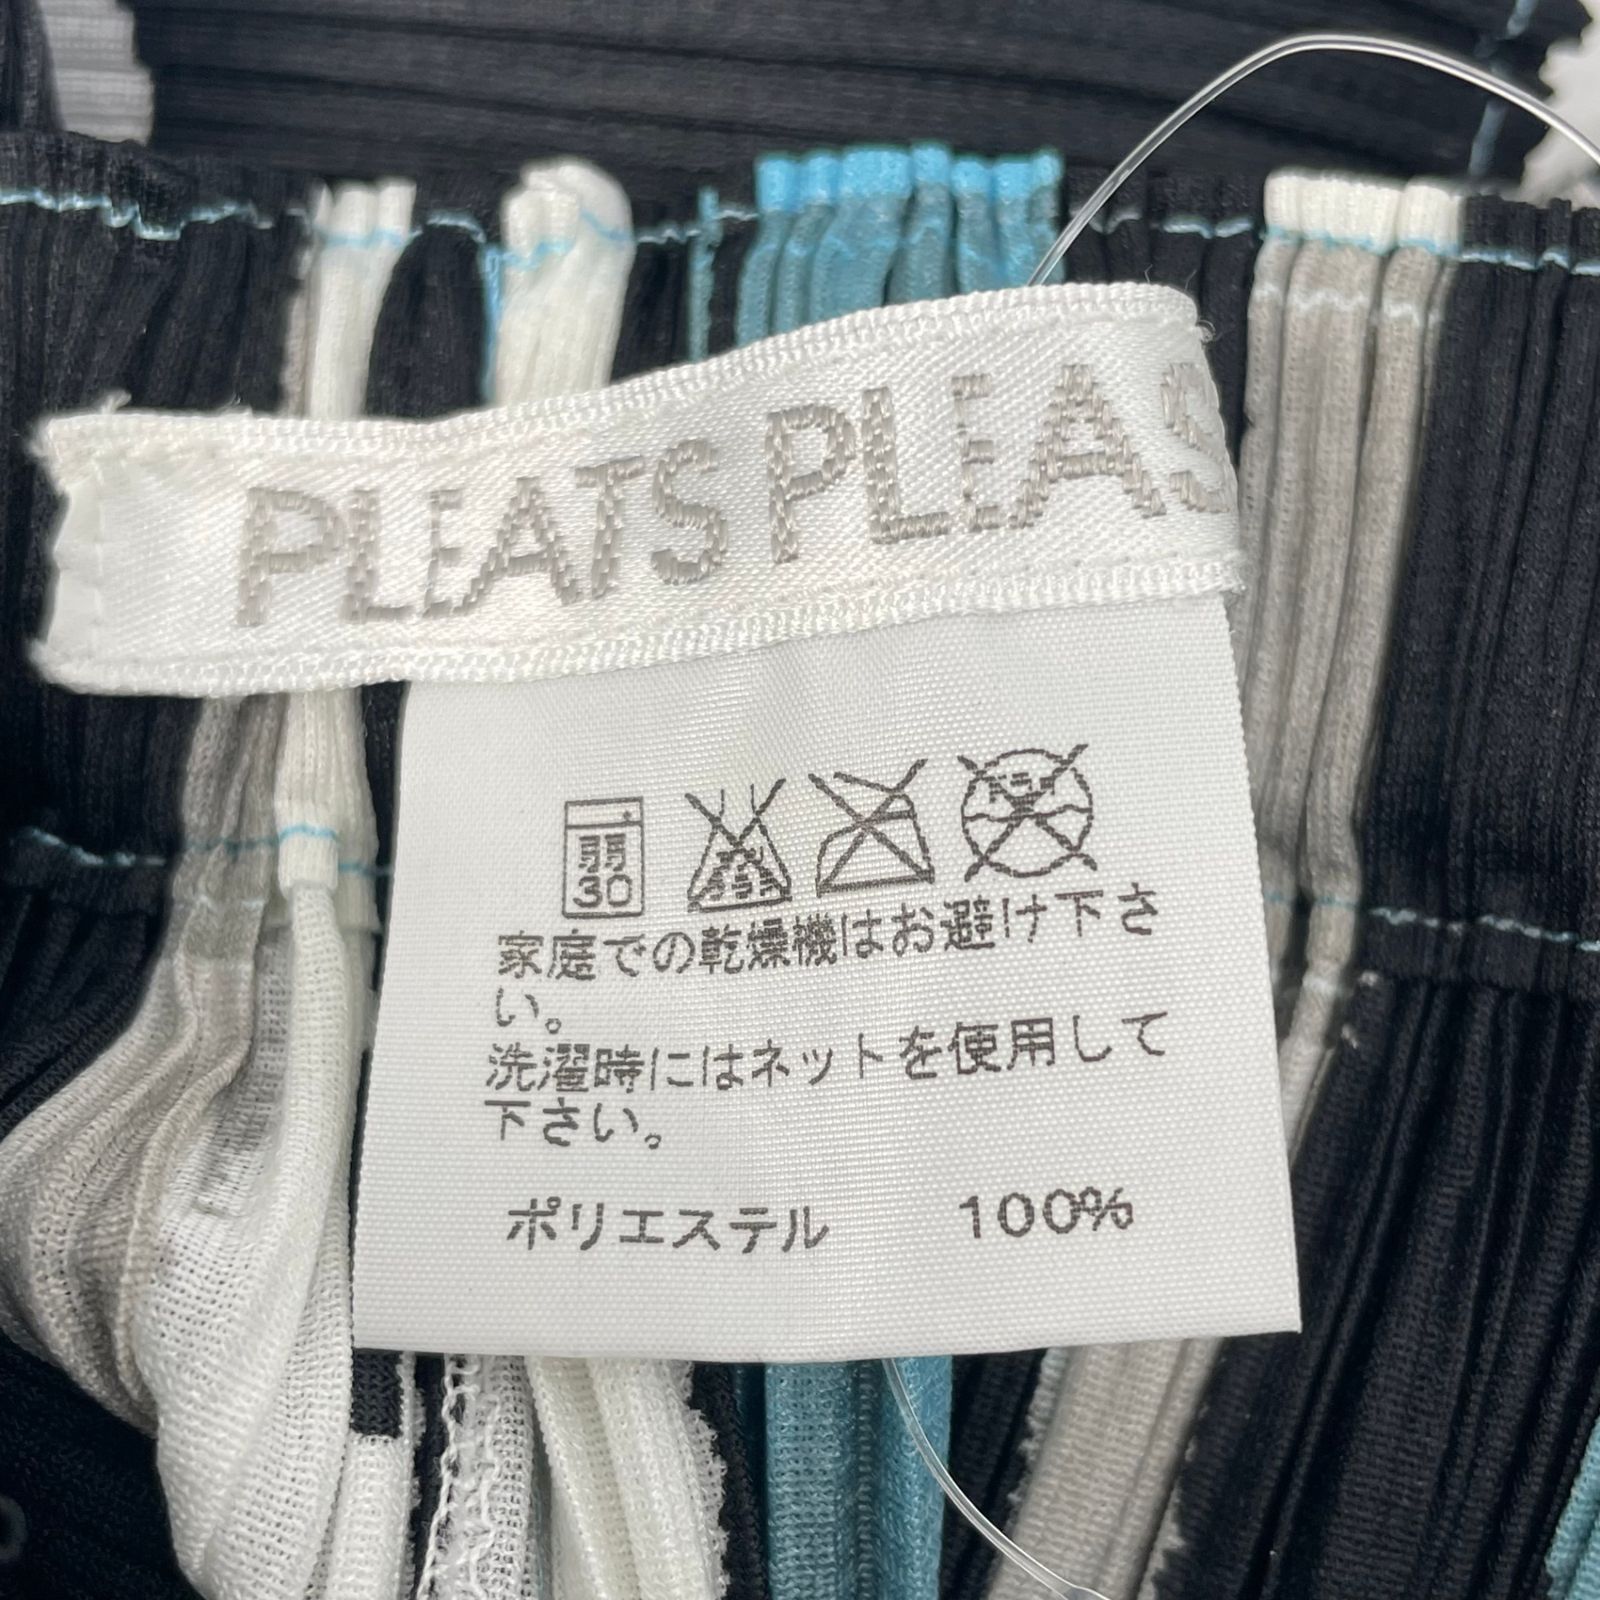 PLEATS PLEAS
弱
30
家庭での乾燥機はお避け下さ
い。
洗濯時にはネットを使用して
下さい。
ポリエステル 100%